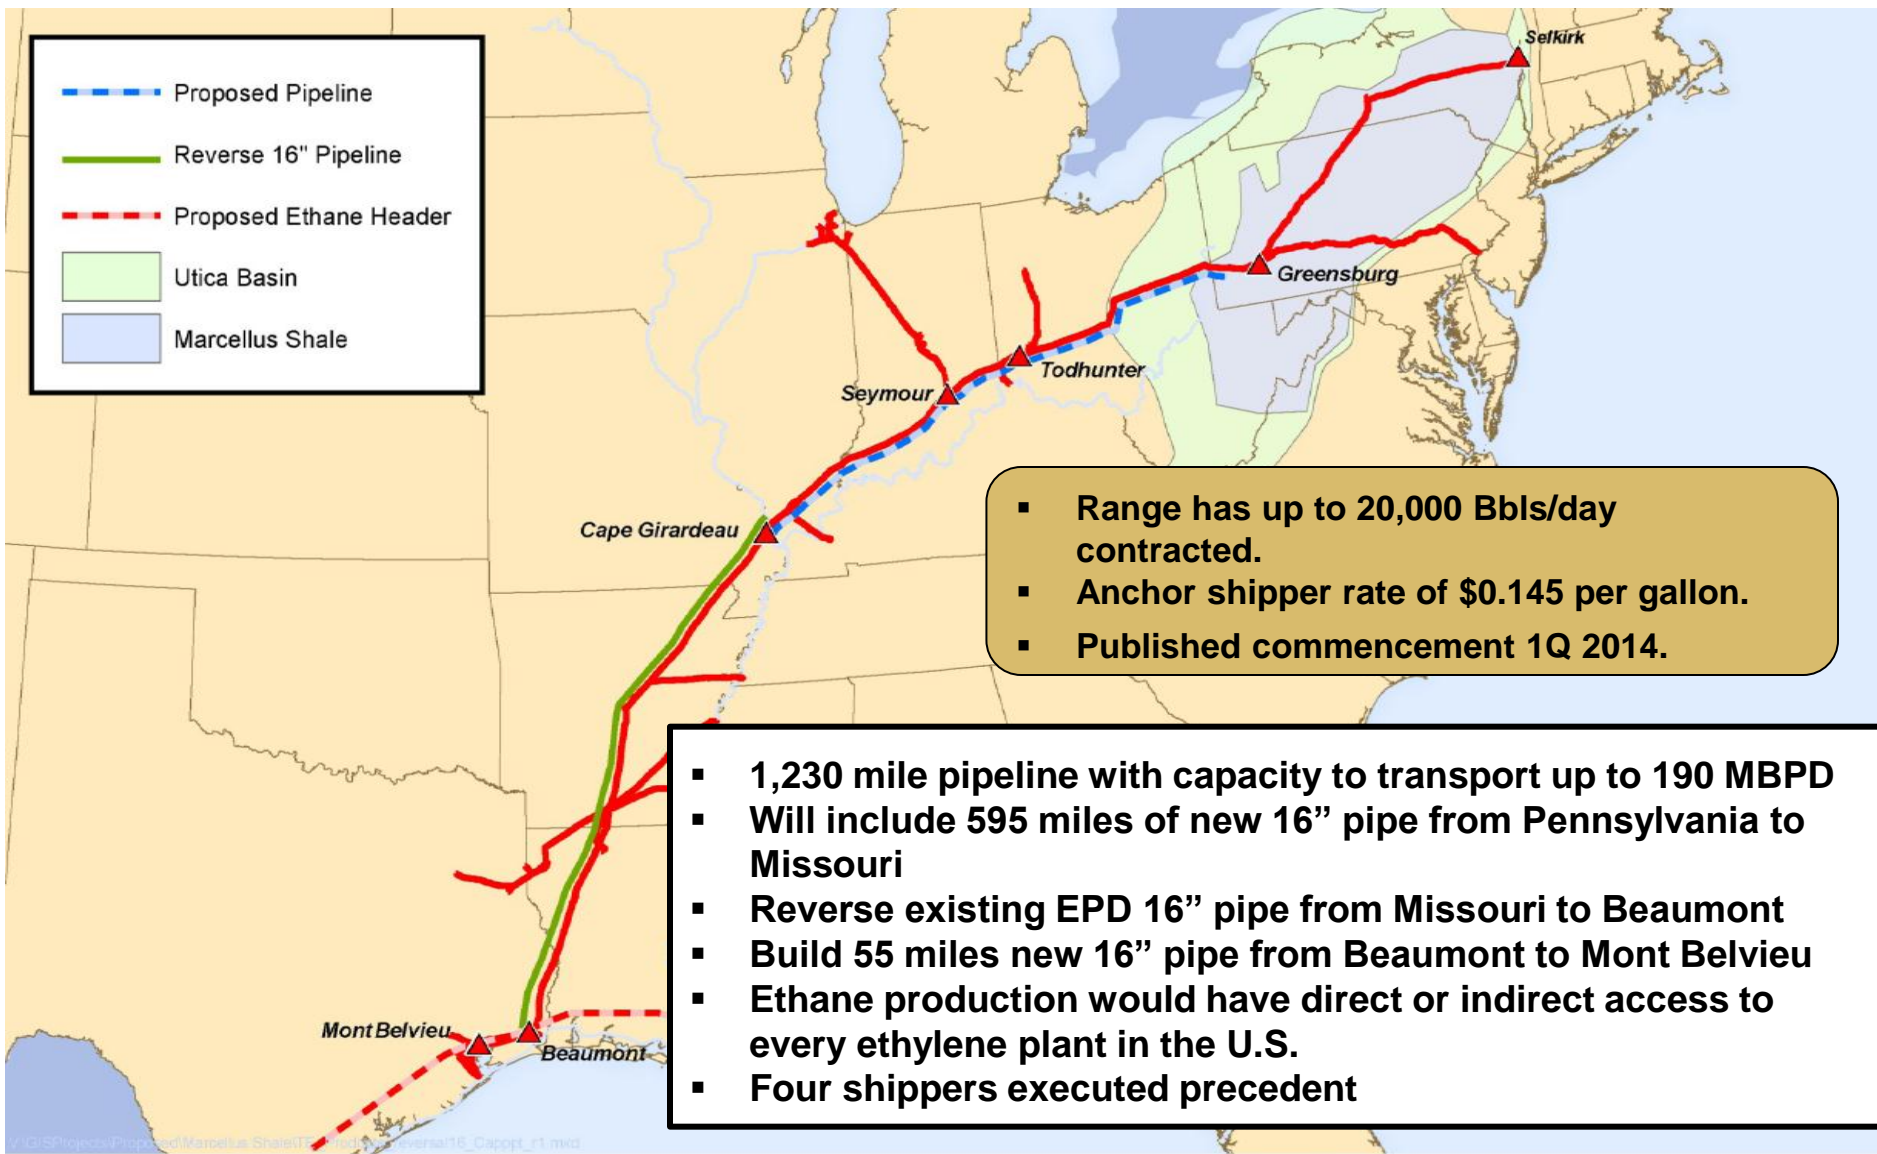 Proposed Pipeline
Reverse 16" Pipeline
Proposed Ethane Header
Utica Basin
Marcellus Shale
Selkirk
Greensburg
Todhunter
Seymour
Cape Girardeau
▪ Range has up to 20,000 Bbls/day
contracted.
▪ Anchor shipper rate of $0.145 per gallon.
▪ Published commencement 1Q 2014.
▪ 1,230 mile pipeline with capacity to transport up to 190 MBPD
▪ Will include 595 miles of new 16” pipe from Pennsylvania to
Missouri
▪ Reverse existing EPD 16” pipe from Missouri to Beaumont
▪ Build 55 miles new 16” pipe from Beaumont to Mont Belvieu
▪ Ethane production would have direct or indirect access to
every ethylene plant in the U.S.
▪ Four shippers executed precedent
Mont Belvieu
Beaumont